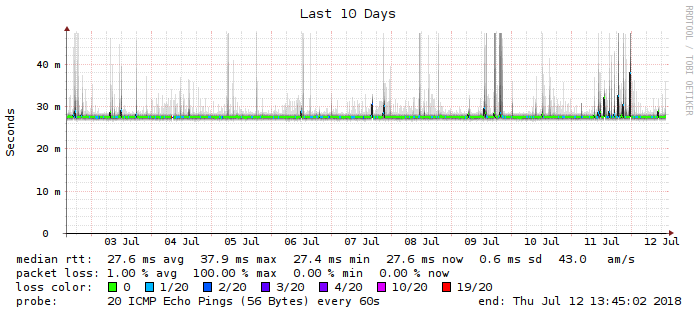 Last 10 Days
RRDTOOL / TOBI OETIKER
Seconds
40 m
30 m
20 m
10 m
0
03 Jul 04 Jul 05 Jul 06 Jul 07 Jul 08 Jul 09 Jul 10 Jul 11 Jul 12 Jul
median rtt: 27.6 ms avg 37.9 ms max 27.4 ms min 27.6 ms now 0.6 ms sd 43.0 am/s
packet loss: 1.00 % avg 100.00 % max 0.00 % min 0.00 % now
loss color: 0 1/20 2/20 3/20 4/20 10/20 19/20
probe: 20 ICMP Echo Pings (56 Bytes) every 60s end: Thu Jul 12 13:45:02 2018